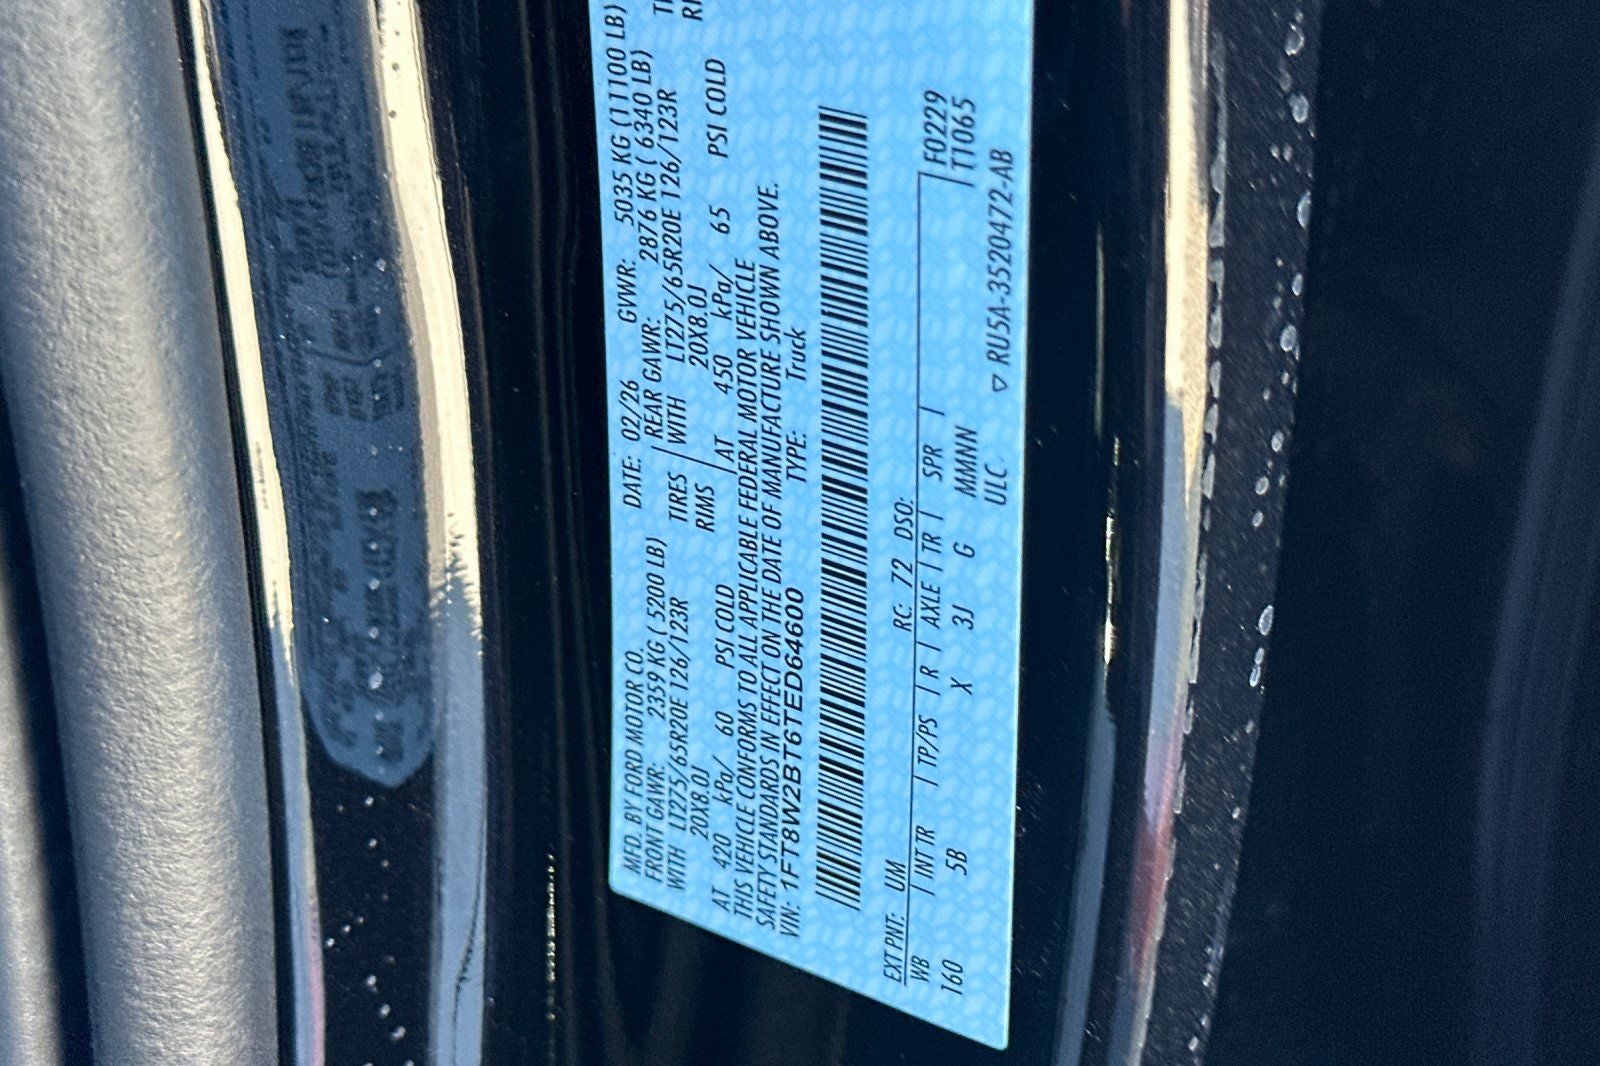 MFD. BY FORD MOTOR CO. DATE: 02/26 GVWR: 5035 KG (11100 LB)
FRONT GAWR: 2359 KG ( 5200 LB) REAR GAWR: 2876 KG ( 6340 LB)
WITH LT275/65R20E 126/123R TIRES WITH LT275/65R20E 126/123R TI
20X8.0J RIMS 20X8.0J RI
AT 420 kPa/ 60 PSI COLD AT 450 kPa/ 65 PSI COLD
THIS VEHICLE CONFORMS TO ALL APPLICABLE FEDERAL MOTOR VEHICLE
SAFETY STANDARDS IN EFFECT ON THE DATE OF MANUFACTURE SHOWN ABOVE.
VIN: 1FT8W2BT6TED64600 TYPE: Truck
EXT PNT: UM RC: 72 DSO: F0229
WB | INT TR | TP/PS | R | AXLE | TR | SPR | T1065
160 5B X 3J G MMNN
ULC ▽ RU5A-3520472-AB